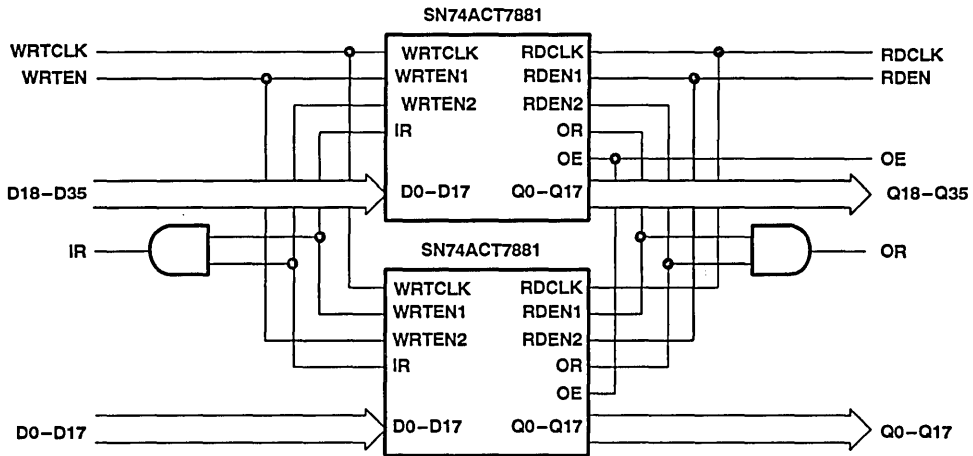 SN74ACT7881
WRTCLK WRTCLK RDCLK RDCLK
WRTEN WRTEN1 RDEN1 RDEN
WRTEN2 RDEN2
IR OR
OE OE
D18–D35 D0–D17 Q0–Q17 Q18–Q35
IR OR
SN74ACT7881
WRTCLK RDCLK
WRTEN1 RDEN1
WRTEN2 RDEN2
IR OR
OE
D0–D17 D0–D17 Q0–Q17 Q0–Q17